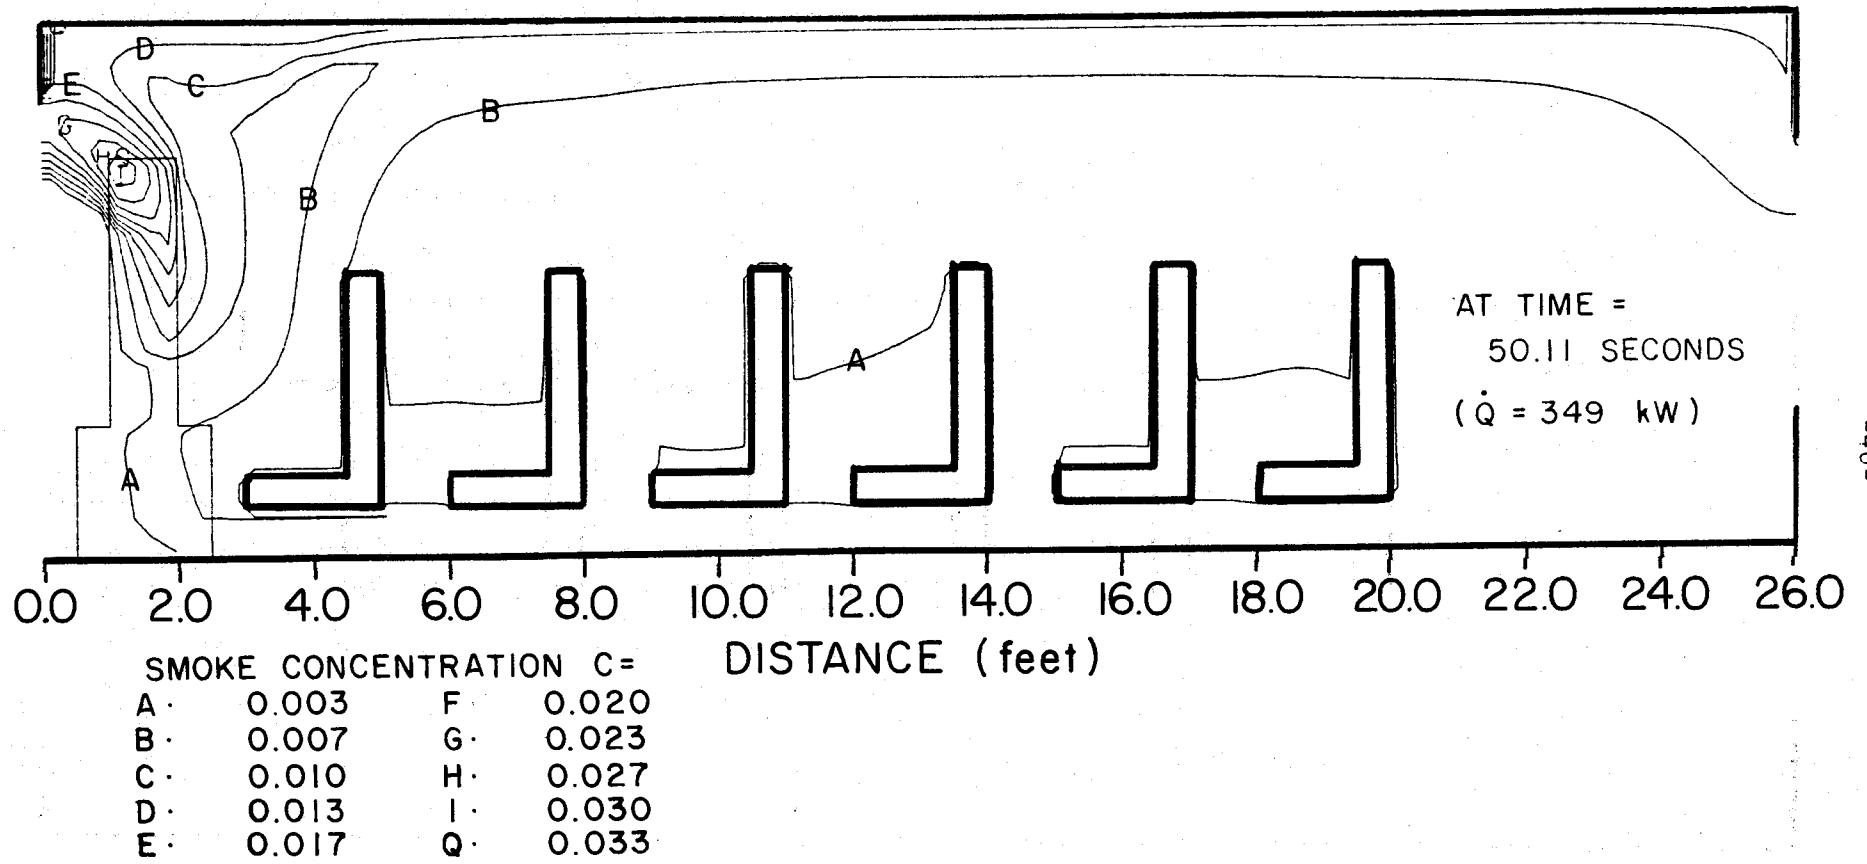 D
E
C
B
G
H
I
B
A
A
AT TIME =
50.11 SECONDS
(Q̇ = 349 kW)
0.0 2.0 4.0 6.0 8.0 10.0 12.0 14.0 16.0 18.0 20.0 22.0 24.0 26.0
DISTANCE (feet)
SMOKE CONCENTRATION C=
A· 0.003 F· 0.020
B· 0.007 G· 0.023
C· 0.010 H· 0.027
D· 0.013 I· 0.030
E· 0.017 Q· 0.033